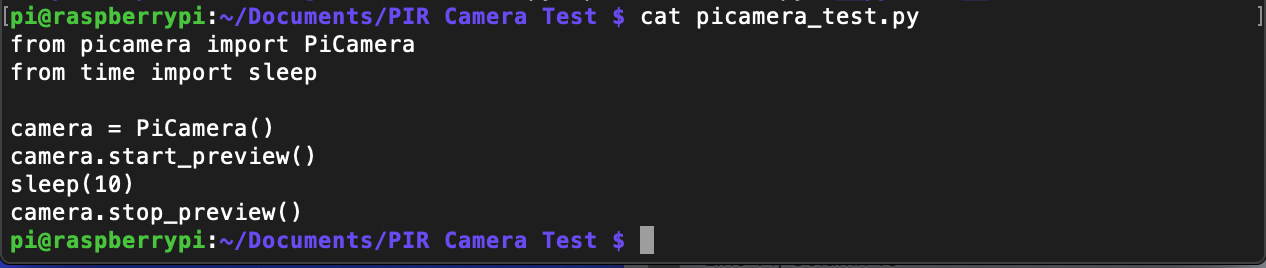 [pi@raspberrypi:~/Documents/PIR Camera Test $ cat picamera_test.py ]
from picamera import PiCamera
from time import sleep

camera = PiCamera()
camera.start_preview()
sleep(10)
camera.stop_preview()
pi@raspberrypi:~/Documents/PIR Camera Test $